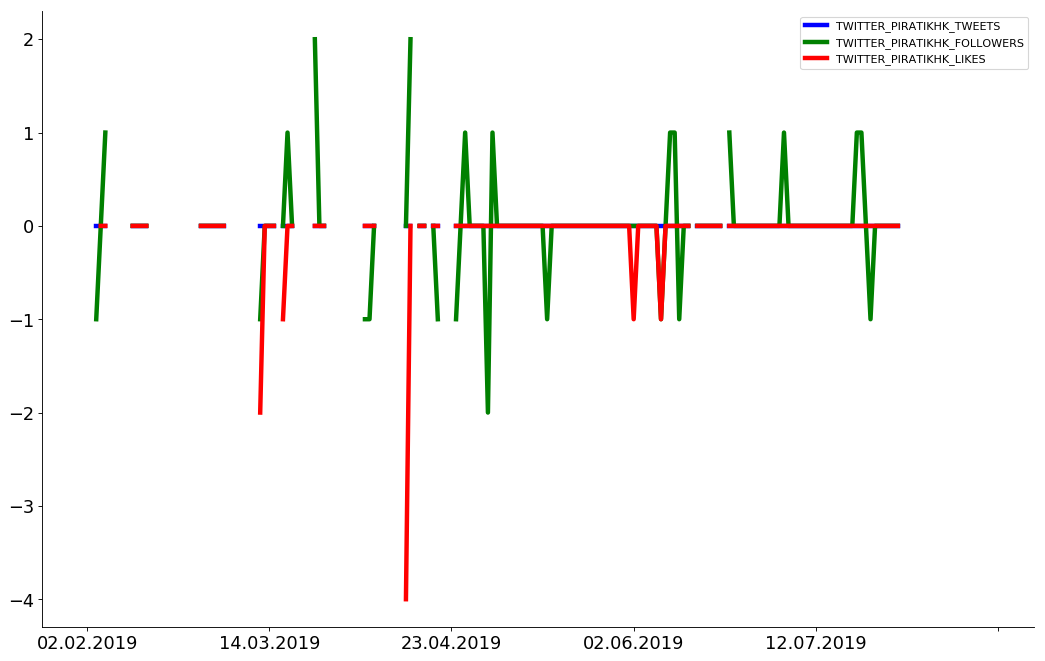 TWITTER_PIRATIKHK_TWEETS
TWITTER_PIRATIKHK_FOLLOWERS
TWITTER_PIRATIKHK_LIKES
2
1
0
−1
−2
−3
−4
02.02.2019 14.03.2019 23.04.2019 02.06.2019 12.07.2019